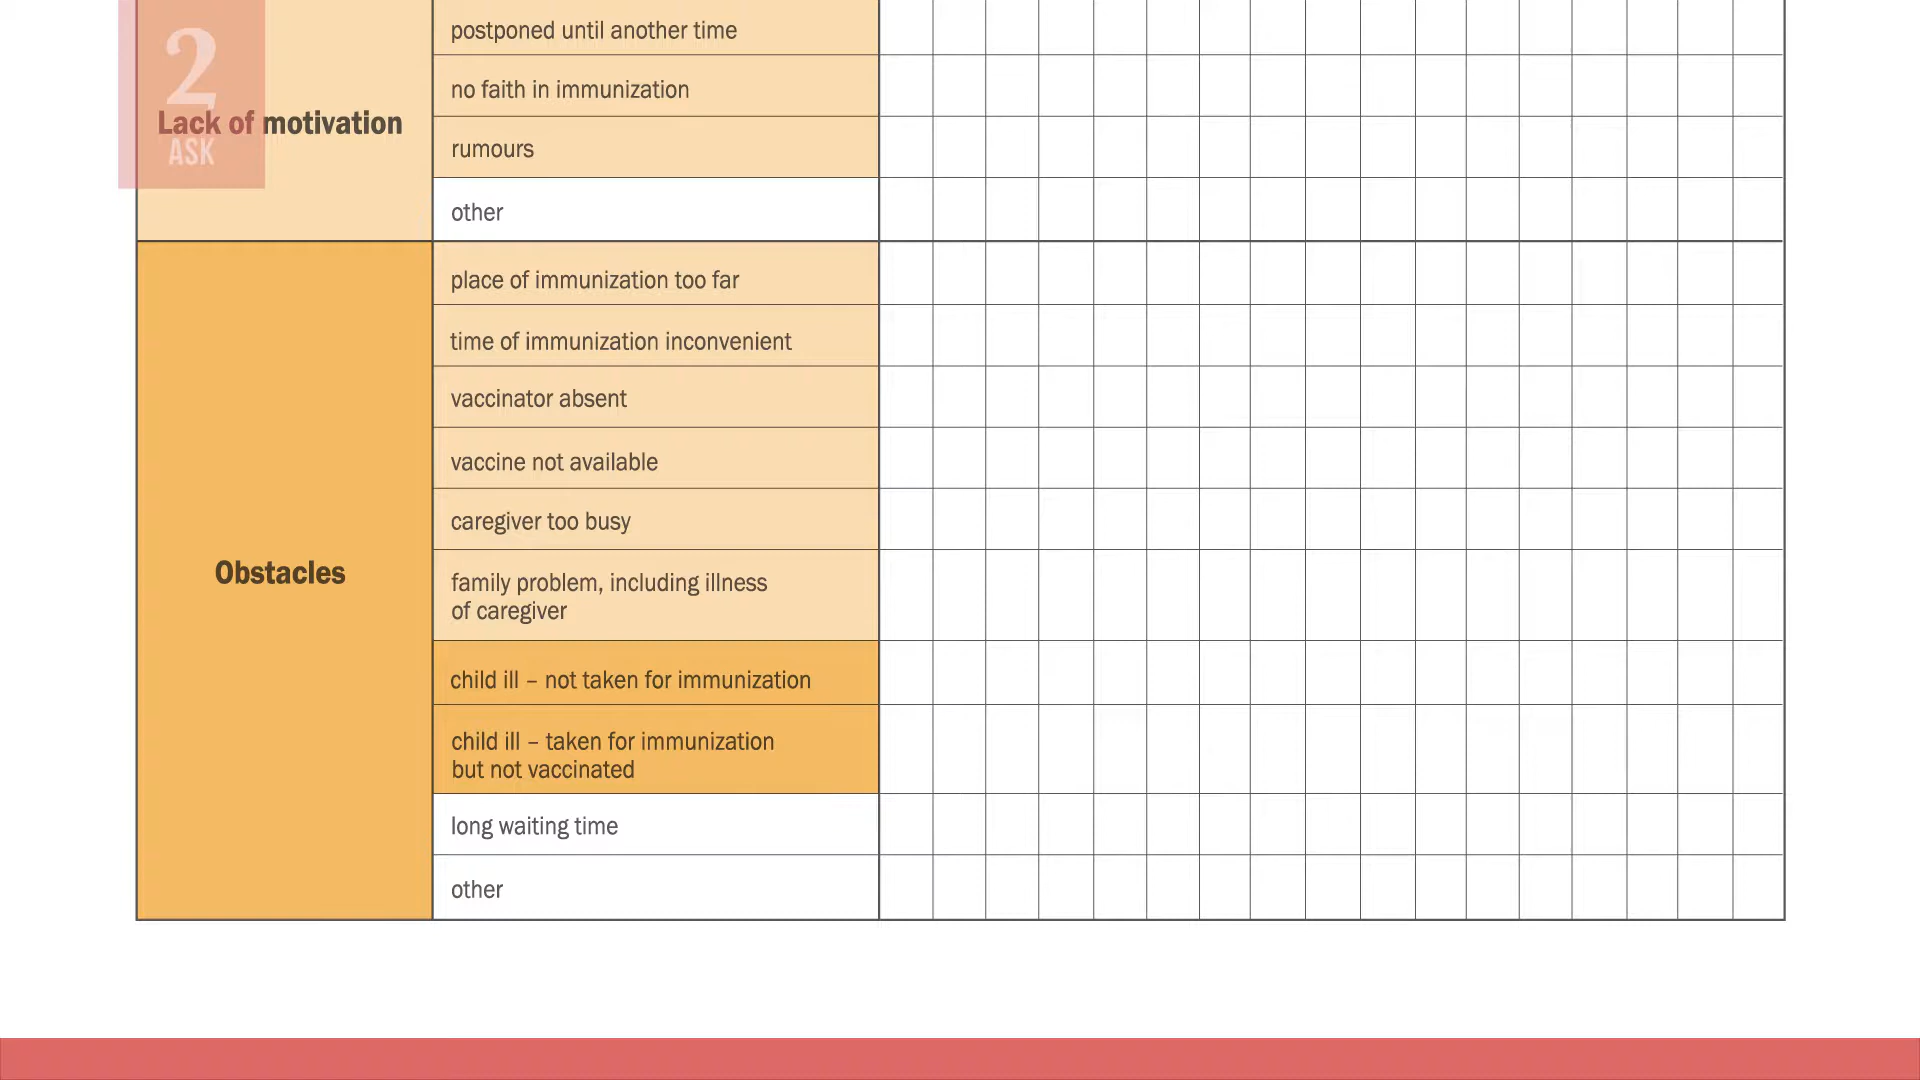 2
ASK
Lack of motivation
postponed until another time
no faith in immunization
rumours
other
Obstacles
place of immunization too far
time of immunization inconvenient
vaccinator absent
vaccine not available
caregiver too busy
family problem, including illness
of caregiver
child ill – not taken for immunization
child ill – taken for immunization
but not vaccinated
long waiting time
other